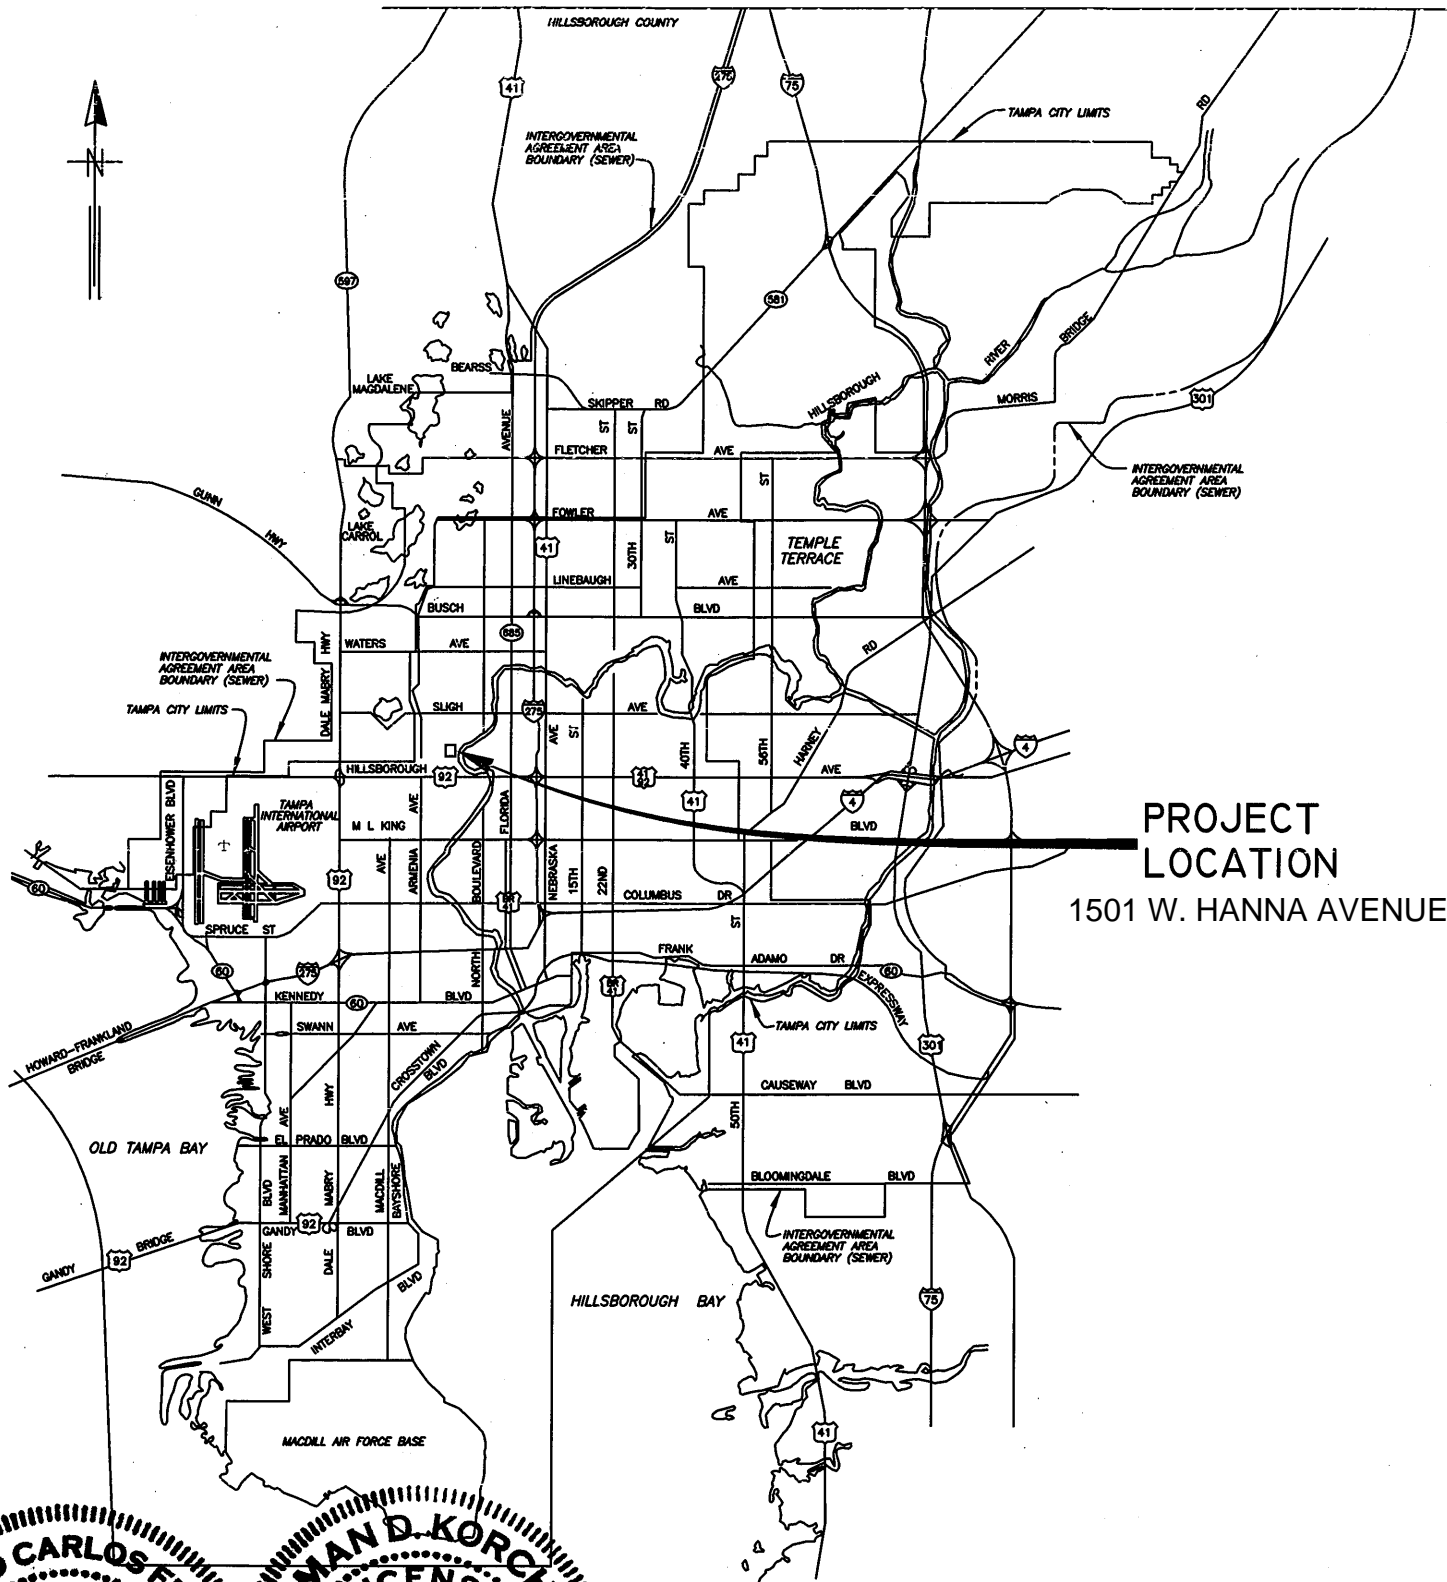 HILLSBOROUGH COUNTY
41
275
75
TAMPA CITY LIMITS
RD
INTERGOVERNMENTAL
AGREEMENT AREA
BOUNDARY (SEWER)
N
597
581
BRIDGE
RIVER
BEARSS
LAKE
MAGDALENE
HILLSBOROUGH
MORRIS
301
SKIPPER RD
AVENUE
ST
ST
FLETCHER AVE
INTERGOVERNMENTAL
AGREEMENT AREA
BOUNDARY (SEWER)
GUNN
HWY
ST
LAKE
CARROL
FOWLER AVE
41
30TH
ST
TEMPLE
TERRACE
LINEBAUGH AVE
BUSCH BLVD
685
WATERS AVE
RD
INTERGOVERNMENTAL
AGREEMENT AREA
BOUNDARY (SEWER)
DALE MABRY HWY
TAMPA CITY LIMITS
SLIGH AVE
275
AVE
ST
40TH
56TH
HARNEY
4
HILLSBOROUGH
92
41
92
AVE
EISENHOWER BLVD
TAMPA
INTERNATIONAL
AIRPORT
AVE
FLORIDA
41
4
M L KING BLVD
PROJECT
LOCATION
1501 W. HANNA AVENUE
60
92
AVE
ARMENIA
BOULEVARD
NEBRASKA
15TH
22ND
BR
41
COLUMBUS DR
ST
SPRUCE ST
60
275
NORTH
FRANK
ADAMO DR
60
EXPRESSWAY
BR
41
KENNEDY
60
BLVD
HOWARD-FRANKLAND
BRIDGE
SWANN AVE
TAMPA CITY LIMITS
41
301
CROSSTOWN
BLVD
CAUSEWAY BLVD
50TH
HWY
AVE
OLD TAMPA BAY
EL PRADO BLVD
BLOOMINGDALE BLVD
BLVD
MANHATTAN
MABRY
MACDILL
BAYSHORE
GANDY
92
BLVD
INTERGOVERNMENTAL
AGREEMENT AREA
BOUNDARY (SEWER)
GANDY
92
BRIDGE
WEST SHORE
DALE
BLVD
INTERBAY
HILLSBOROUGH BAY
75
MACDILL AIR FORCE BASE
41
CARLOS
MAN D. KORCH
CENS